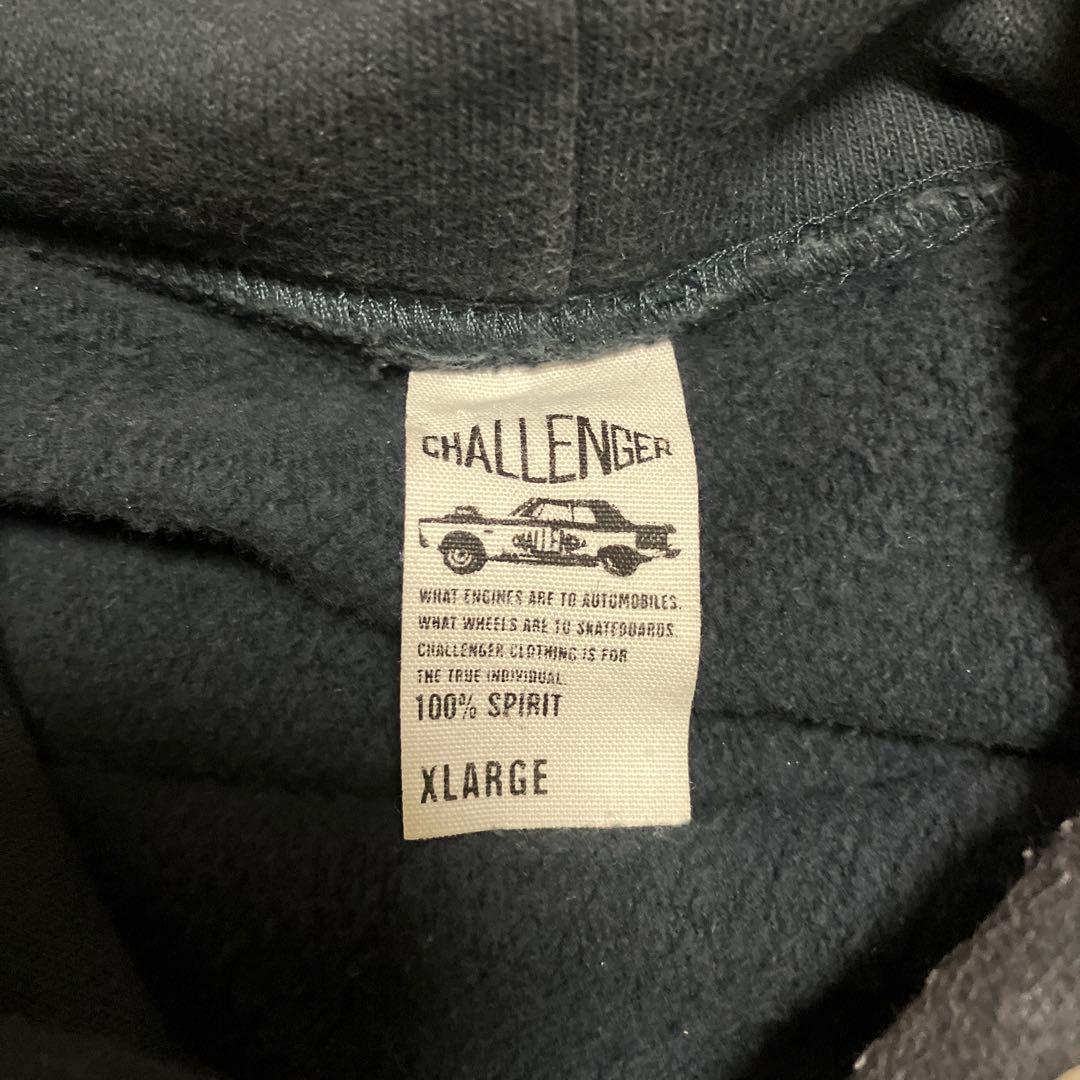 CHALLENGER
CHALLENGER
WHAT ENGINES ARE TO AUTOMOBILES.
WHAT WHEELS ARE TO SKATEBOARDS.
CHALLENGER CLOTHING IS FOR
THE TRUE INDIVIDUAL.
100% SPIRIT
XLARGE